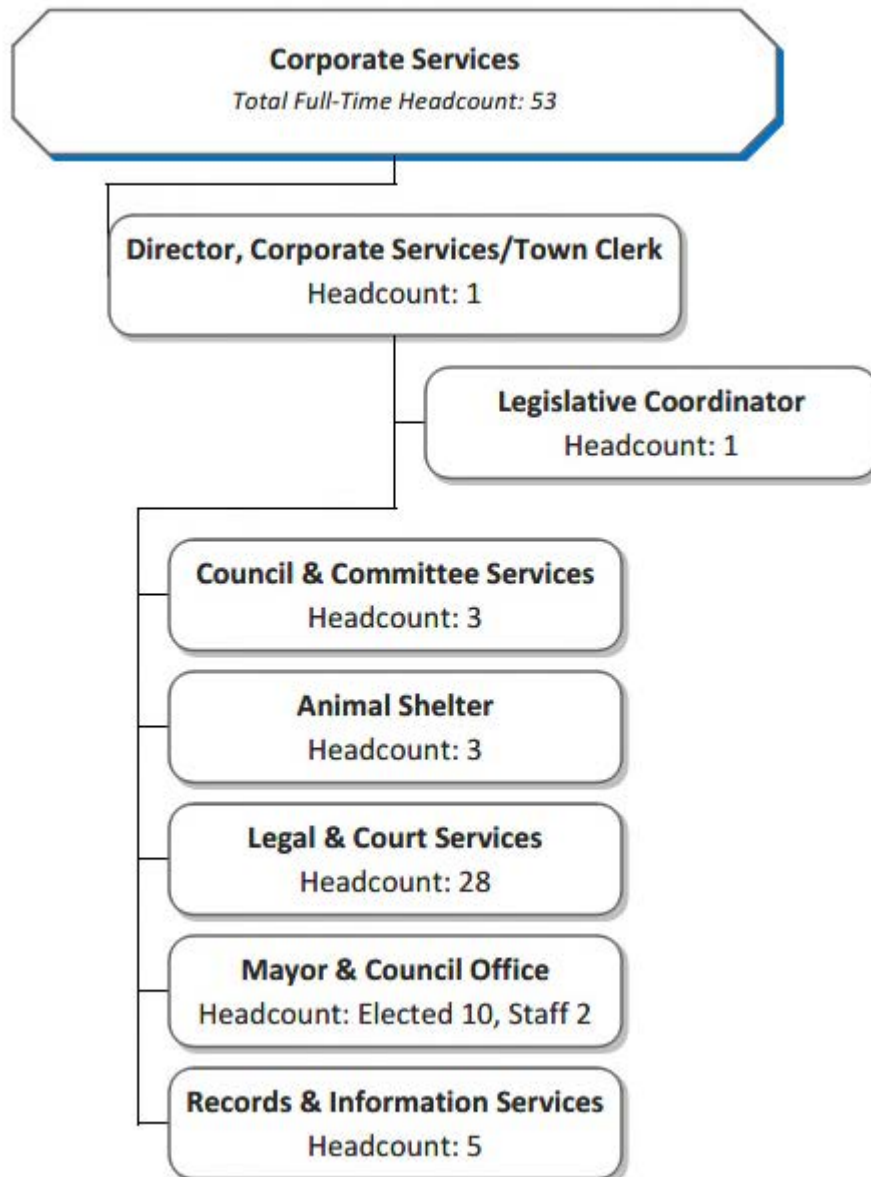 Corporate Services
Total Full-Time Headcount: 53
Director, Corporate Services/Town Clerk
Headcount: 1
Legislative Coordinator
Headcount: 1
Council & Committee Services
Headcount: 3
Animal Shelter
Headcount: 3
Legal & Court Services
Headcount: 28
Mayor & Council Office
Headcount: Elected 10, Staff 2
Records & Information Services
Headcount: 5